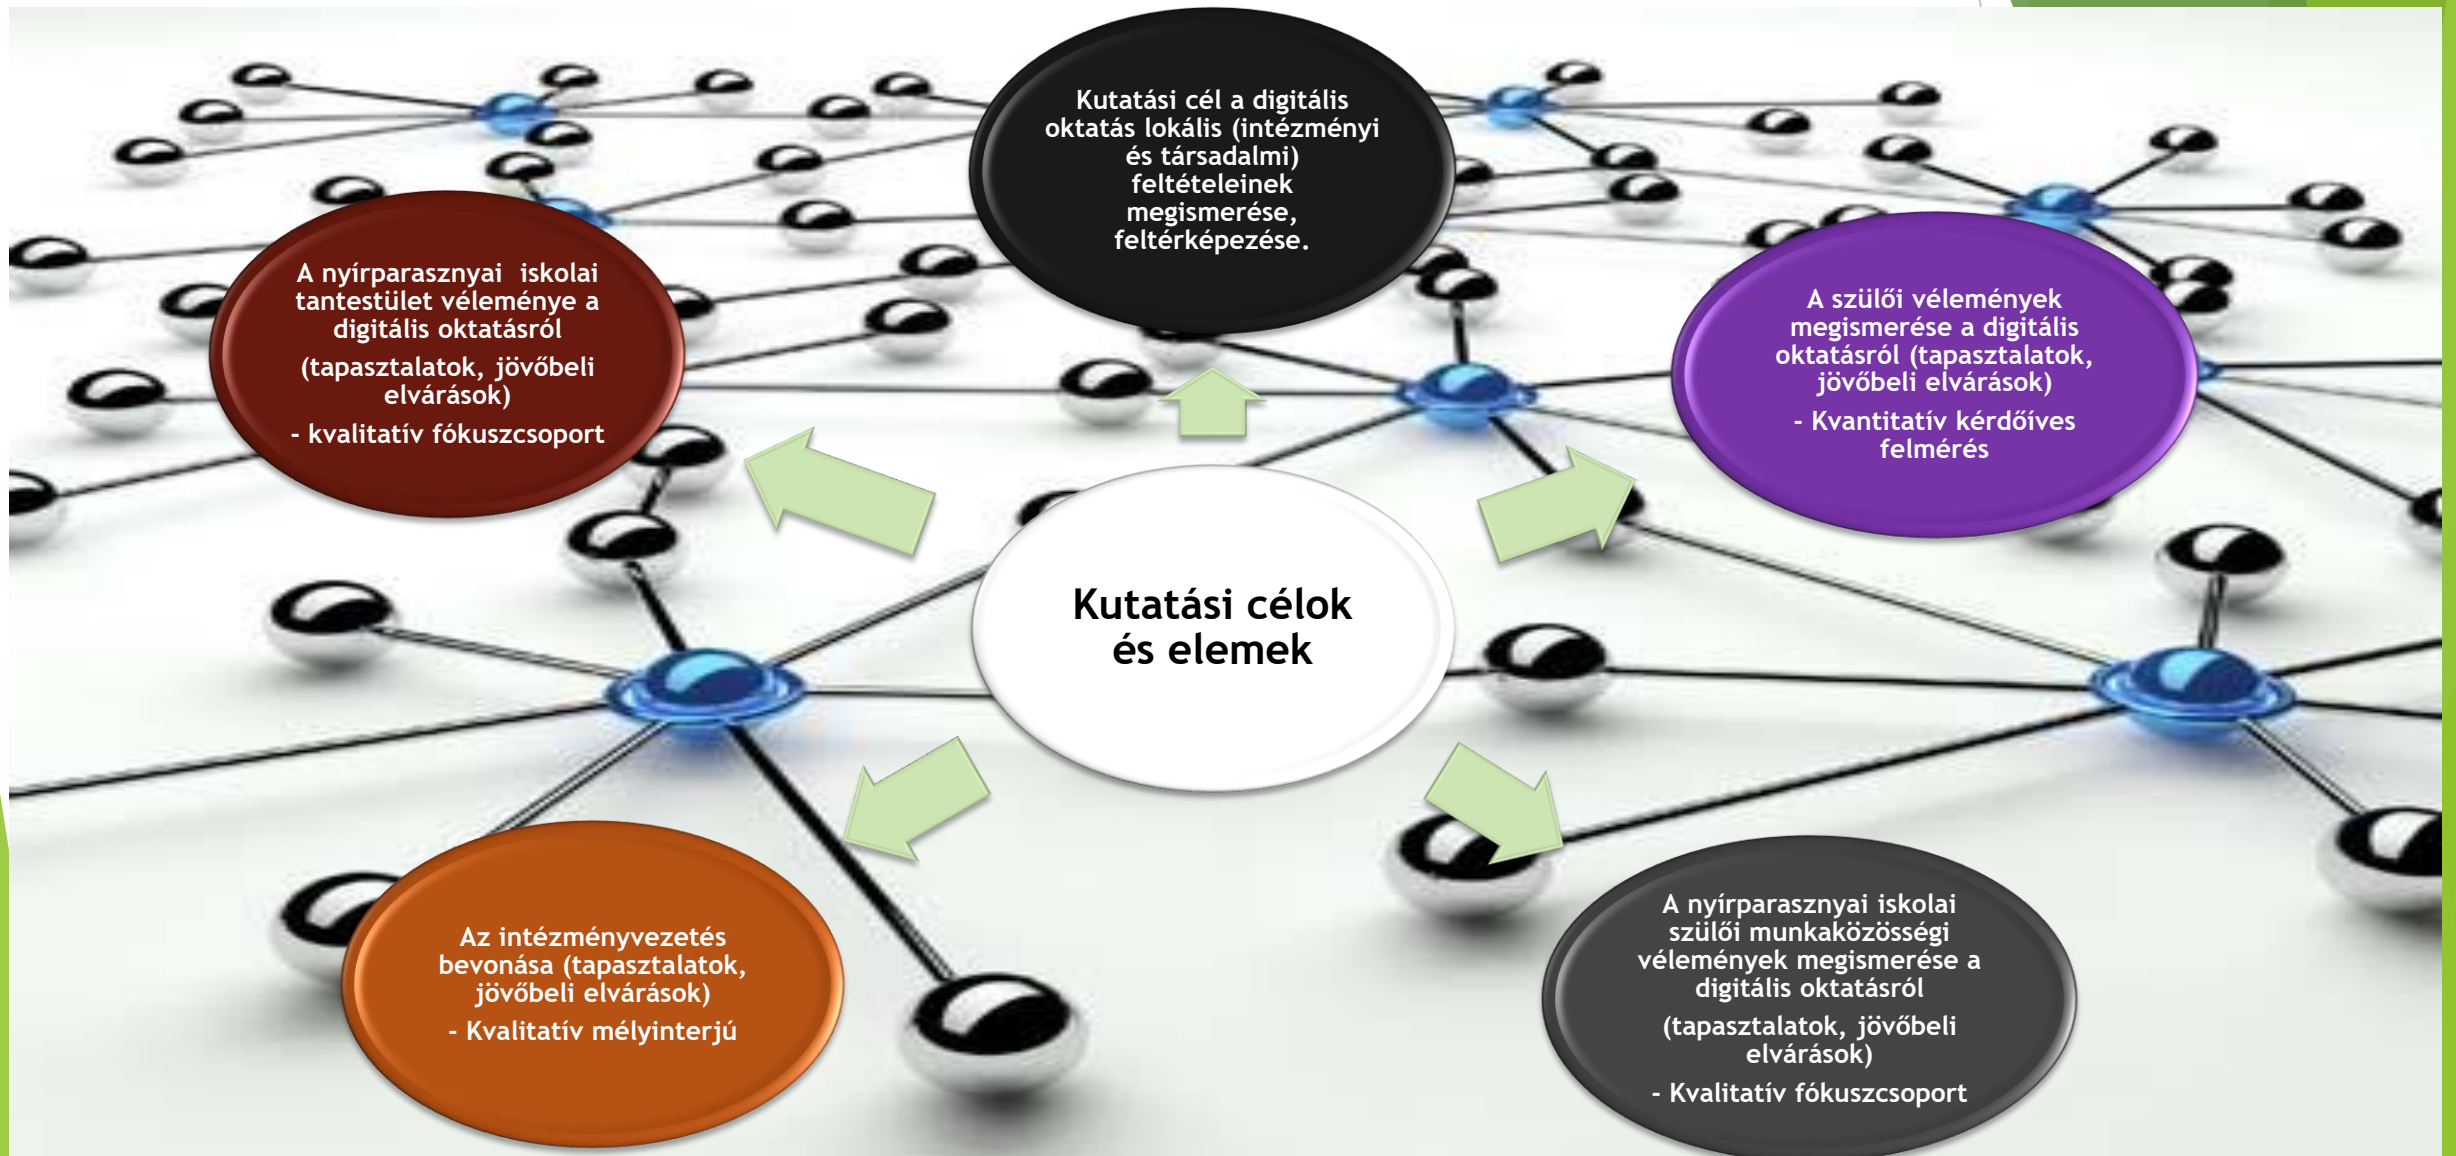 Kutatási cél a digitális
oktatás lokális (intézményi
és társadalmi)
feltételeinek
megismerése,
feltérképezése.
A nyírparasznyai  iskolai
tantestület véleménye a
digitális oktatásról
(tapasztalatok, jövőbeli
elvárások)
- kvalitatív fókuszcsoport
A szülői vélemények
megismerése a digitális
oktatásról (tapasztalatok,
jövőbeli elvárások)
- Kvantitatív kérdőíves
felmérés
Kutatási célok
és elemek
Az intézményvezetés
bevonása (tapasztalatok,
jövőbeli elvárások)
- Kvalitatív mélyinterjú
A nyírparasznyai iskolai
szülői munkaközösségi
vélemények megismerése a
digitális oktatásról
(tapasztalatok, jövőbeli
elvárások)
- Kvalitatív fókuszcsoport